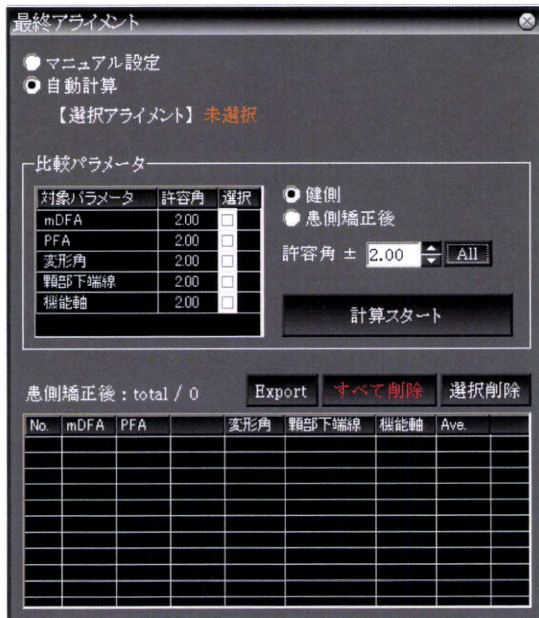 最終アライメント
マニュアル設定
自動計算
【選択アライメント】 未選択
比較パラメータ
対象パラメータ 許容角 選択
mDFA 2.00
PFA 2.00
変形角 2.00
顆部下端線 2.00
機能軸 2.00
健側
患側矯正後
許容角 ± 2.00 All
計算スタート
患側矯正後 : total / 0 Export すべて削除 選択削除
No. mDFA PFA 変形角 顆部下端線 機能軸 Ave.